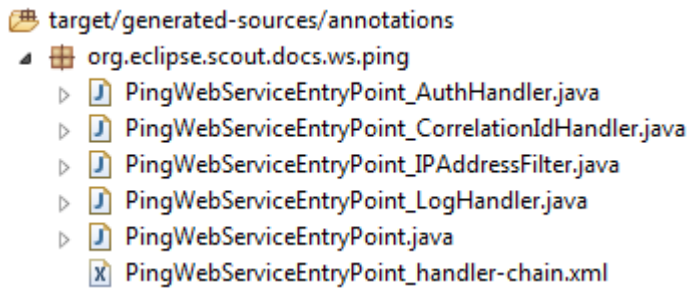 target/generated-sources/annotations
org.eclipse.scout.docs.ws.ping
PingWebServiceEntryPoint_AuthHandler.java
PingWebServiceEntryPoint_CorrelationIdHandler.java
PingWebServiceEntryPoint_IPAddressFilter.java
PingWebServiceEntryPoint_LogHandler.java
PingWebServiceEntryPoint.java
PingWebServiceEntryPoint_handler-chain.xml